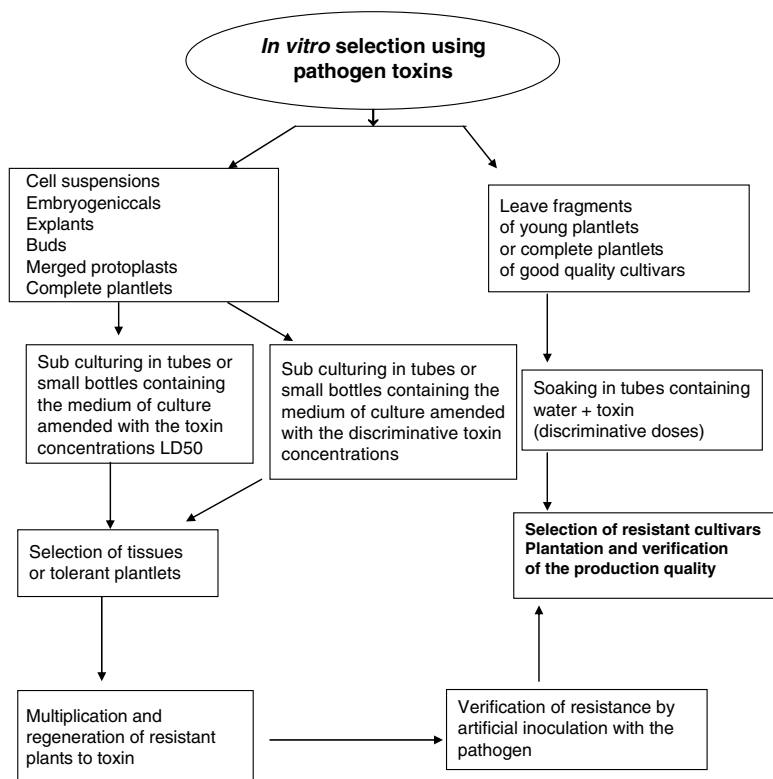 In vitro selection using
pathogen toxins
Cell suspensions
Embryogeniccals
Explants
Buds
Merged protoplasts
Complete plantlets
Leave fragments
of young plantlets
or complete plantlets
of good quality cultivars
Sub culturing in tubes or
small bottles containing
the medium of culture
amended with the toxin
concentrations LD50
Sub culturing in tubes or
small bottles containing the
medium of culture amended
with the discriminative toxin
concentrations
Soaking in tubes containing
water + toxin
(discriminative doses)
Selection of tissues
or tolerant plantlets
Selection of resistant cultivars
Plantation and verification
of the production quality
Multiplication and
regeneration of resistant
plants to toxin
Verification of resistance by
artificial inoculation with the
pathogen